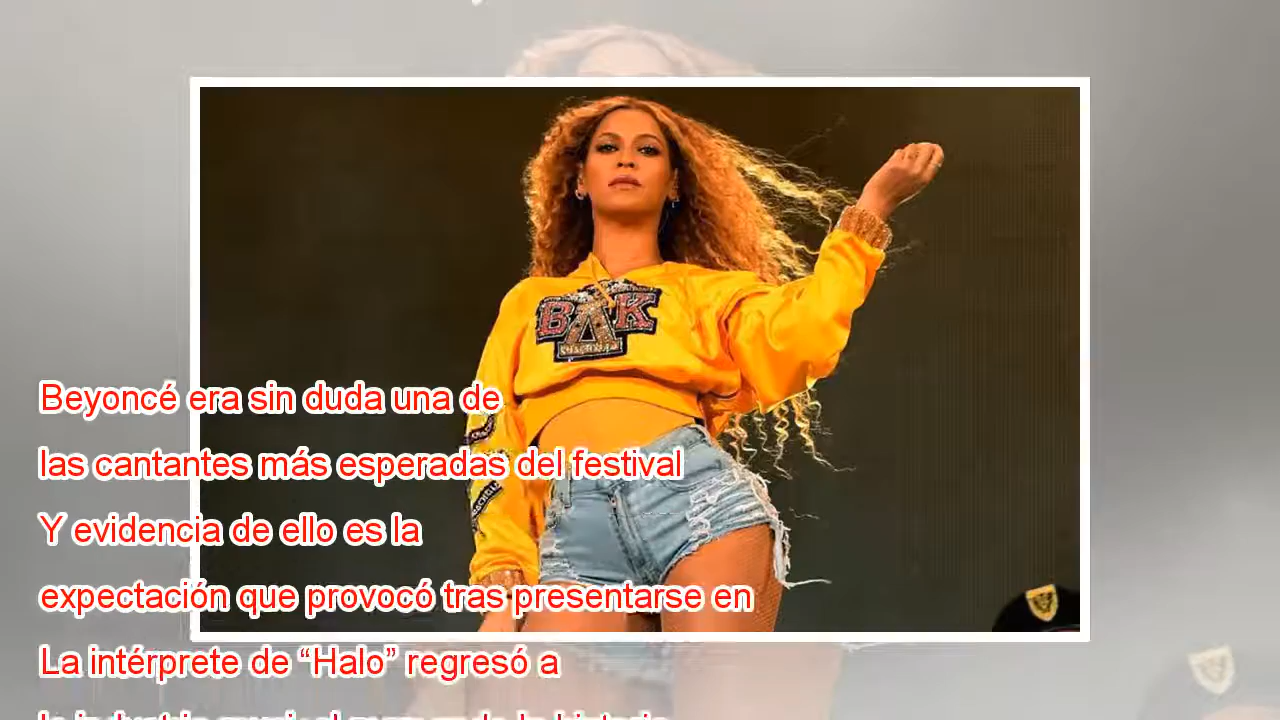 BΔK
Beyoncé era sin duda una de
las cantantes más esperadas del festival
Y evidencia de ello es la
expectación que provocó tras presentarse en
La intérprete de “Halo” regresó a